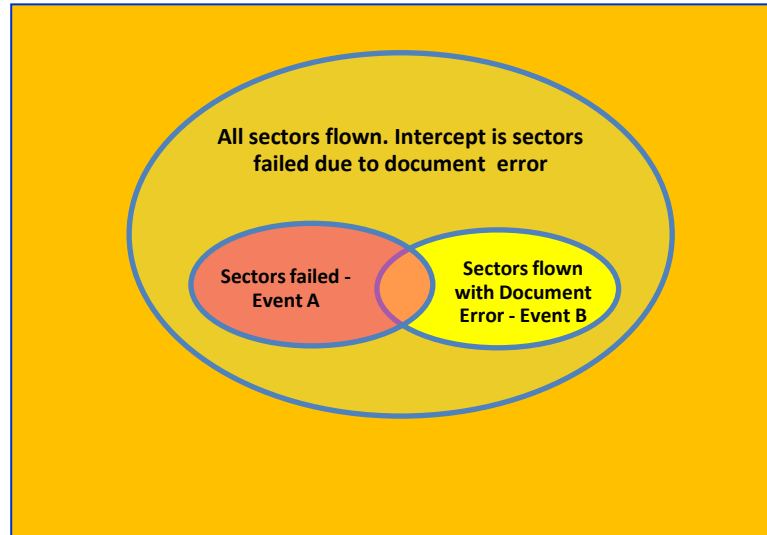 All sectors flown. Intercept is sectors
failed due to document  error
Sectors failed -
Event A
Sectors flown
with Document
Error - Event B